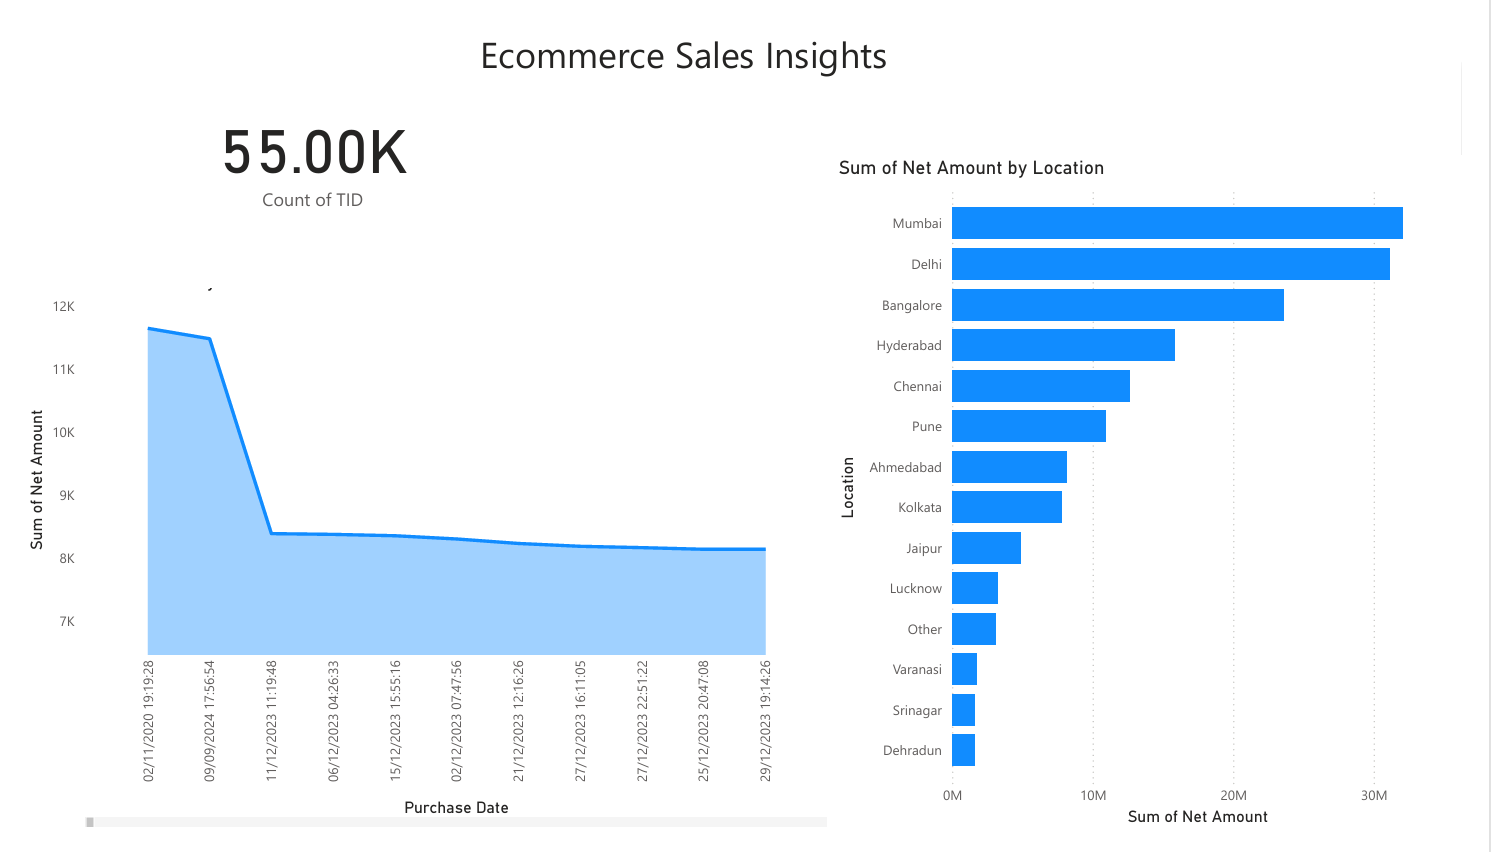 Ecommerce Sales Insights
55.00K
Count of TID
12K
11K
10K
9K
8K
7K
Sum of Net Amount
02/11/2020 19:19:28
09/09/2024 17:56:54
11/12/2023 11:19:48
06/12/2023 04:26:33
15/12/2023 15:55:16
02/12/2023 07:47:56
21/12/2023 12:16:26
27/12/2023 16:11:05
27/12/2023 22:51:22
25/12/2023 20:47:08
29/12/2023 19:14:26
Purchase Date
Sum of Net Amount by Location
Location
Mumbai
Delhi
Bangalore
Hyderabad
Chennai
Pune
Ahmedabad
Kolkata
Jaipur
Lucknow
Other
Varanasi
Srinagar
Dehradun
0M 10M 20M 30M
Sum of Net Amount